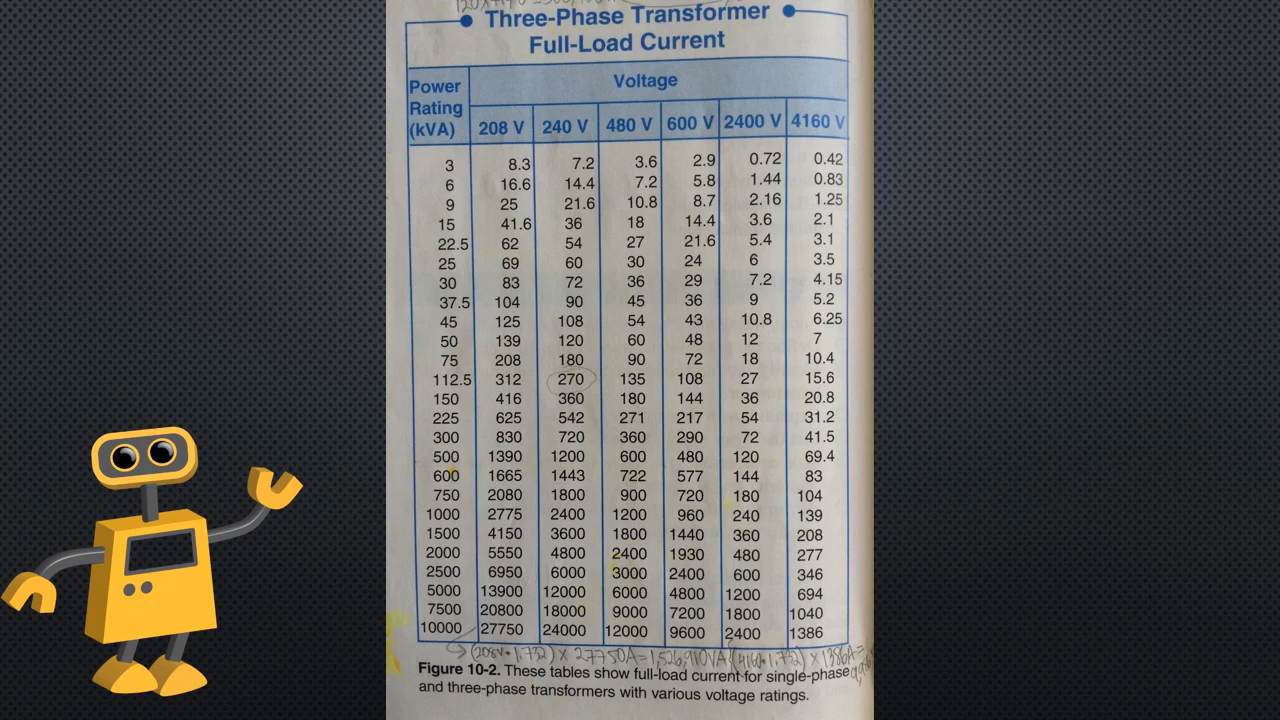 Three-Phase Transformer
Full-Load Current
Power Rating (kVA) Voltage
208 V 240 V 480 V 600 V 2400 V 4160 V
3 8.3 7.2 3.6 2.9 0.72 0.42
6 16.6 14.4 7.2 5.8 1.44 0.83
9 25 21.6 10.8 8.7 2.16 1.25
15 41.6 36 18 14.4 3.6 2.1
22.5 62 54 27 21.6 5.4 3.1
25 69 60 30 24 6 3.5
30 83 72 36 29 7.2 4.15
37.5 104 90 45 36 9 5.2
45 125 108 54 43 10.8 6.25
50 139 120 60 48 12 7
75 208 180 90 72 18 10.4
112.5 312 270 135 108 27 15.6
150 416 360 180 144 36 20.8
225 625 542 271 217 54 31.2
300 830 720 360 290 72 41.5
500 1390 1200 600 480 120 69.4
600 1665 1443 722 577 144 83
750 2080 1800 900 720 180 104
1000 2775 2400 1200 960 240 139
1500 4150 3600 1800 1440 360 208
2000 5550 4800 2400 1930 480 277
2500 6950 6000 3000 2400 600 346
5000 13900 12000 6000 4800 1200 694
7500 20800 18000 9000 7200 1800 1040
10000 27750 24000 12000 9600 2400 1386
(208V • 1.732) × 27750A = (4160 • 1.732) × 1386A =
Figure 10-2. These tables show full-load current for single-phase
and three-phase transformers with various voltage ratings.